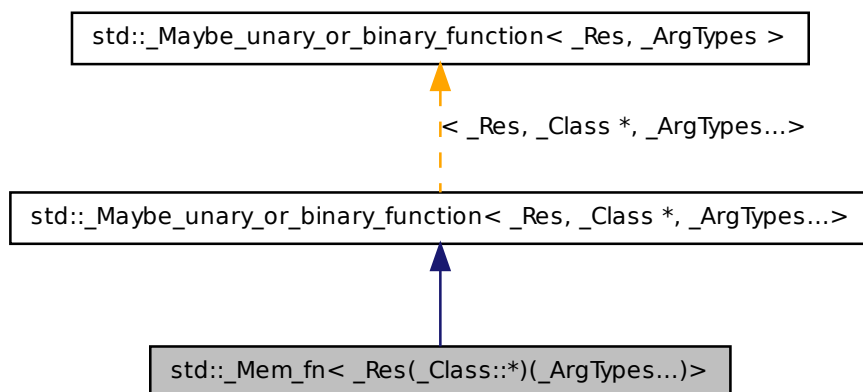 std::_Maybe_unary_or_binary_function< _Res, _ArgTypes >
< _Res, _Class *, _ArgTypes...>
std::_Maybe_unary_or_binary_function< _Res, _Class *, _ArgTypes...>
std::_Mem_fn< _Res(_Class::*)(_ArgTypes...)>